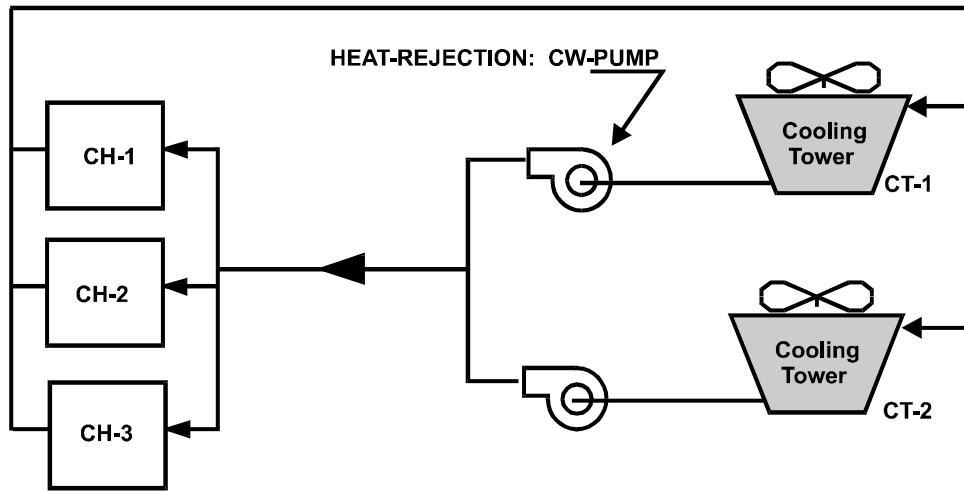 HEAT-REJECTION: CW-PUMP
Cooling
Tower
CT-1
CH-1
CH-2
CH-3
Cooling
Tower
CT-2